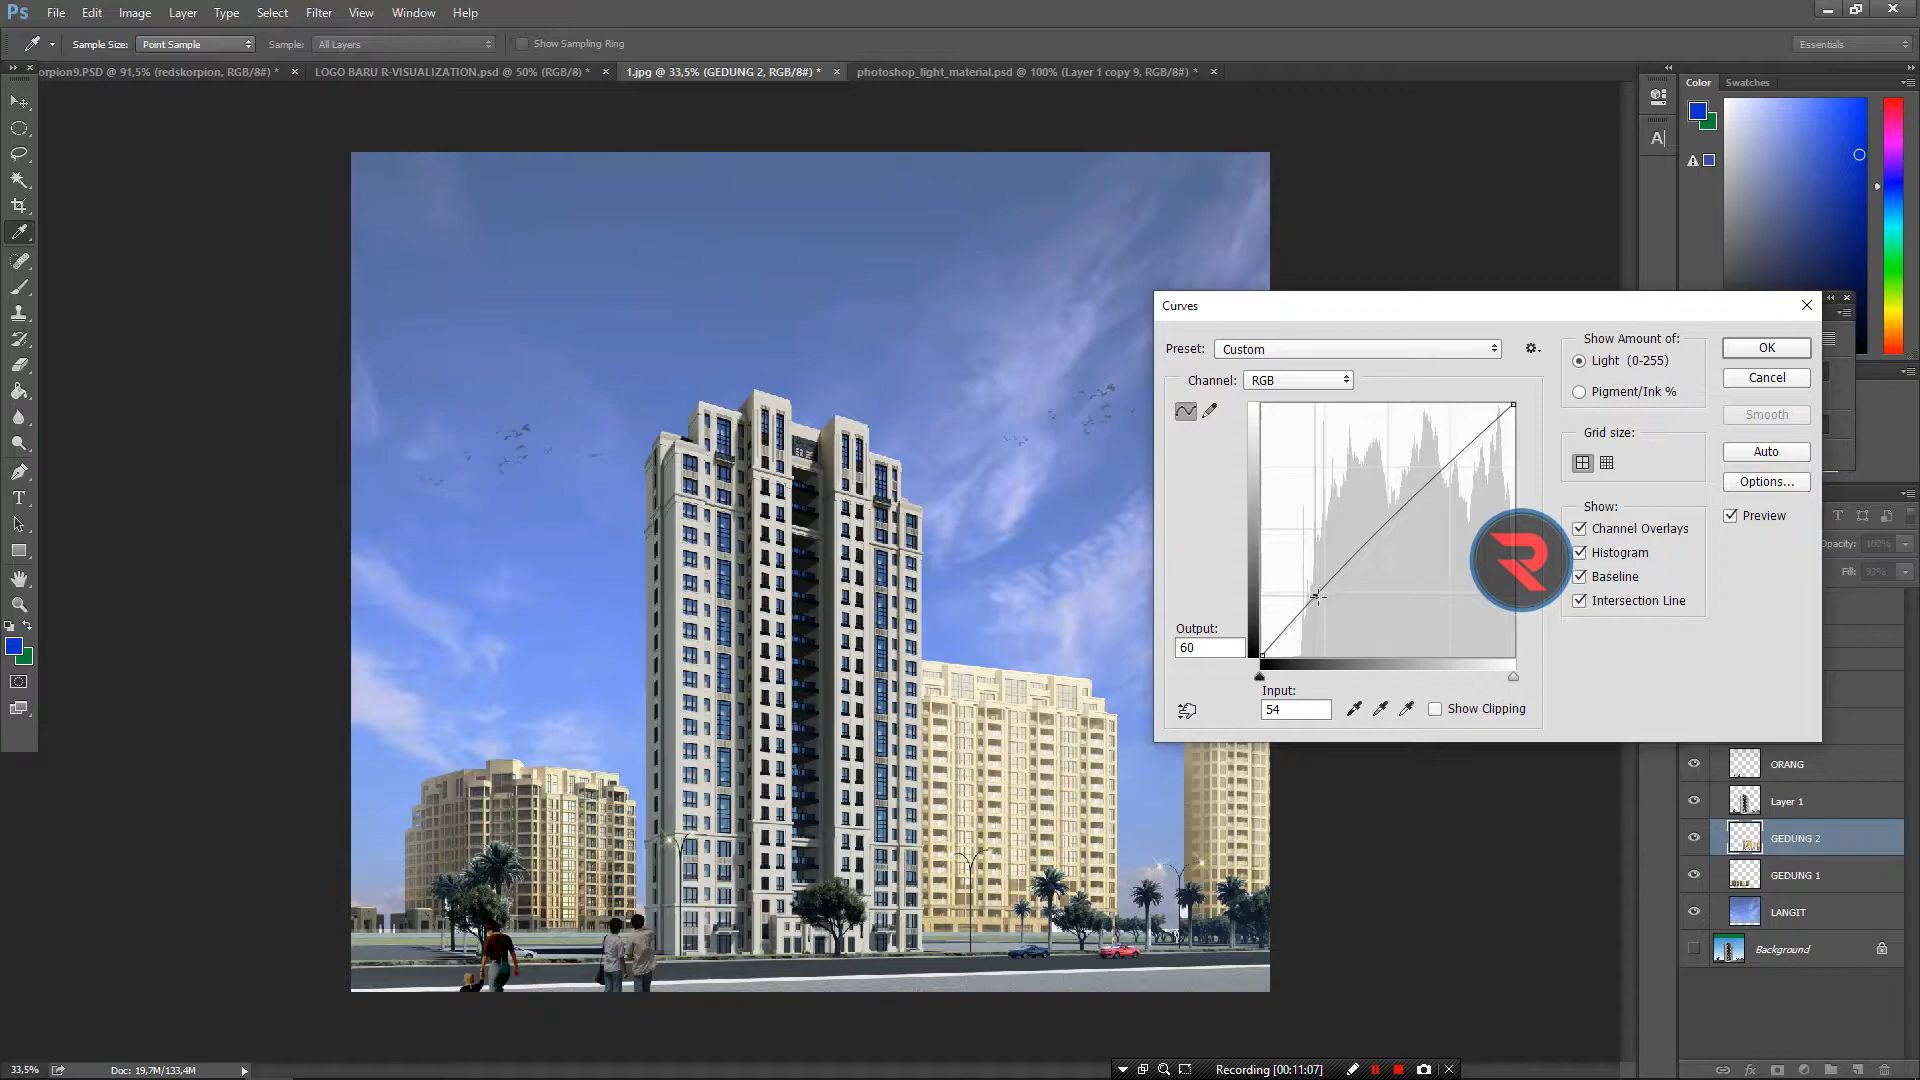 Ps File Edit Image Layer Type Select Filter View Window Help
Sample Size: Point Sample Sample: All Layers Show Sampling Ring Essentials
orpion9.PSD @ 91,5% (redskorpion, RGB/8#) * × LOGO BARU R-VISUALIZATION.psd @ 50% (RGB/8) * × 1.jpg @ 33,5% (GEDUNG 2, RGB/8#) * × photoshop_light_material.psd @ 100% (Layer 1 copy 9, RGB/8#) * ×
Color Swatches
A
T
Curves
Preset: Custom
Channel: RGB
Output:
60
Input:
54
Show Clipping
Show Amount of:
Light (0-255)
Pigment/Ink %
Grid size:
Show:
Channel Overlays
Histogram
Baseline
Intersection Line
OK
Cancel
Smooth
Auto
Options...
Preview
R
T
Opacity: 100%
Fill: 93%
ORANG
Layer 1
GEDUNG 2
GEDUNG 1
LANGIT
Background
fx
33,5% Doc: 19,7M/133,4M
Recording [00:11:07]